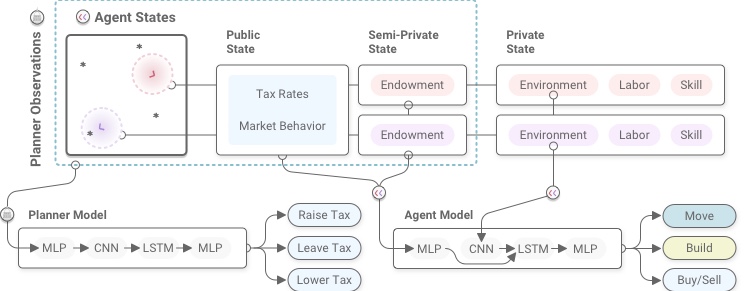 Planner Observations
Agent States
Public
State
Semi-Private
State
Private
State
Tax Rates
Market Behavior
Endowment
Endowment
Environment
Labor
Skill
Environment
Labor
Skill
*
*
*
*
Planner Model
MLP
CNN
LSTM
MLP
Raise Tax
Leave Tax
Lower Tax
Agent Model
MLP
CNN
LSTM
MLP
Move
Build
Buy/Sell